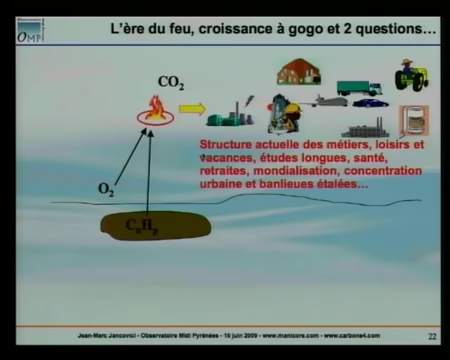 OMP
L'ère du feu, croissance à gogo et 2 questions…
CO2
Structure actuelle des métiers, loisirs et
vacances, études longues, santé,
retraites, mondialisation, concentration
urbaine et banlieues étalées…
O2
CnHp
Jean-Marc Jancovici - Observatoire Midi Pyrénées - 16 juin 2009 - www.manicore.com - www.carbone4.com
22